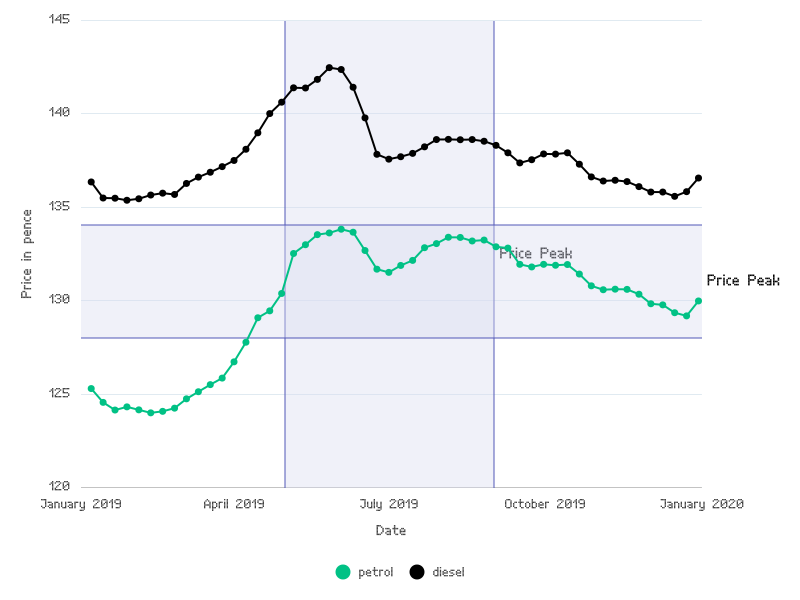 145
140
135
130
125
120
Price in pence
Price Peak
Price Peak
January 2019
April 2019
July 2019
October 2019
January 2020
Date
petrol
diesel